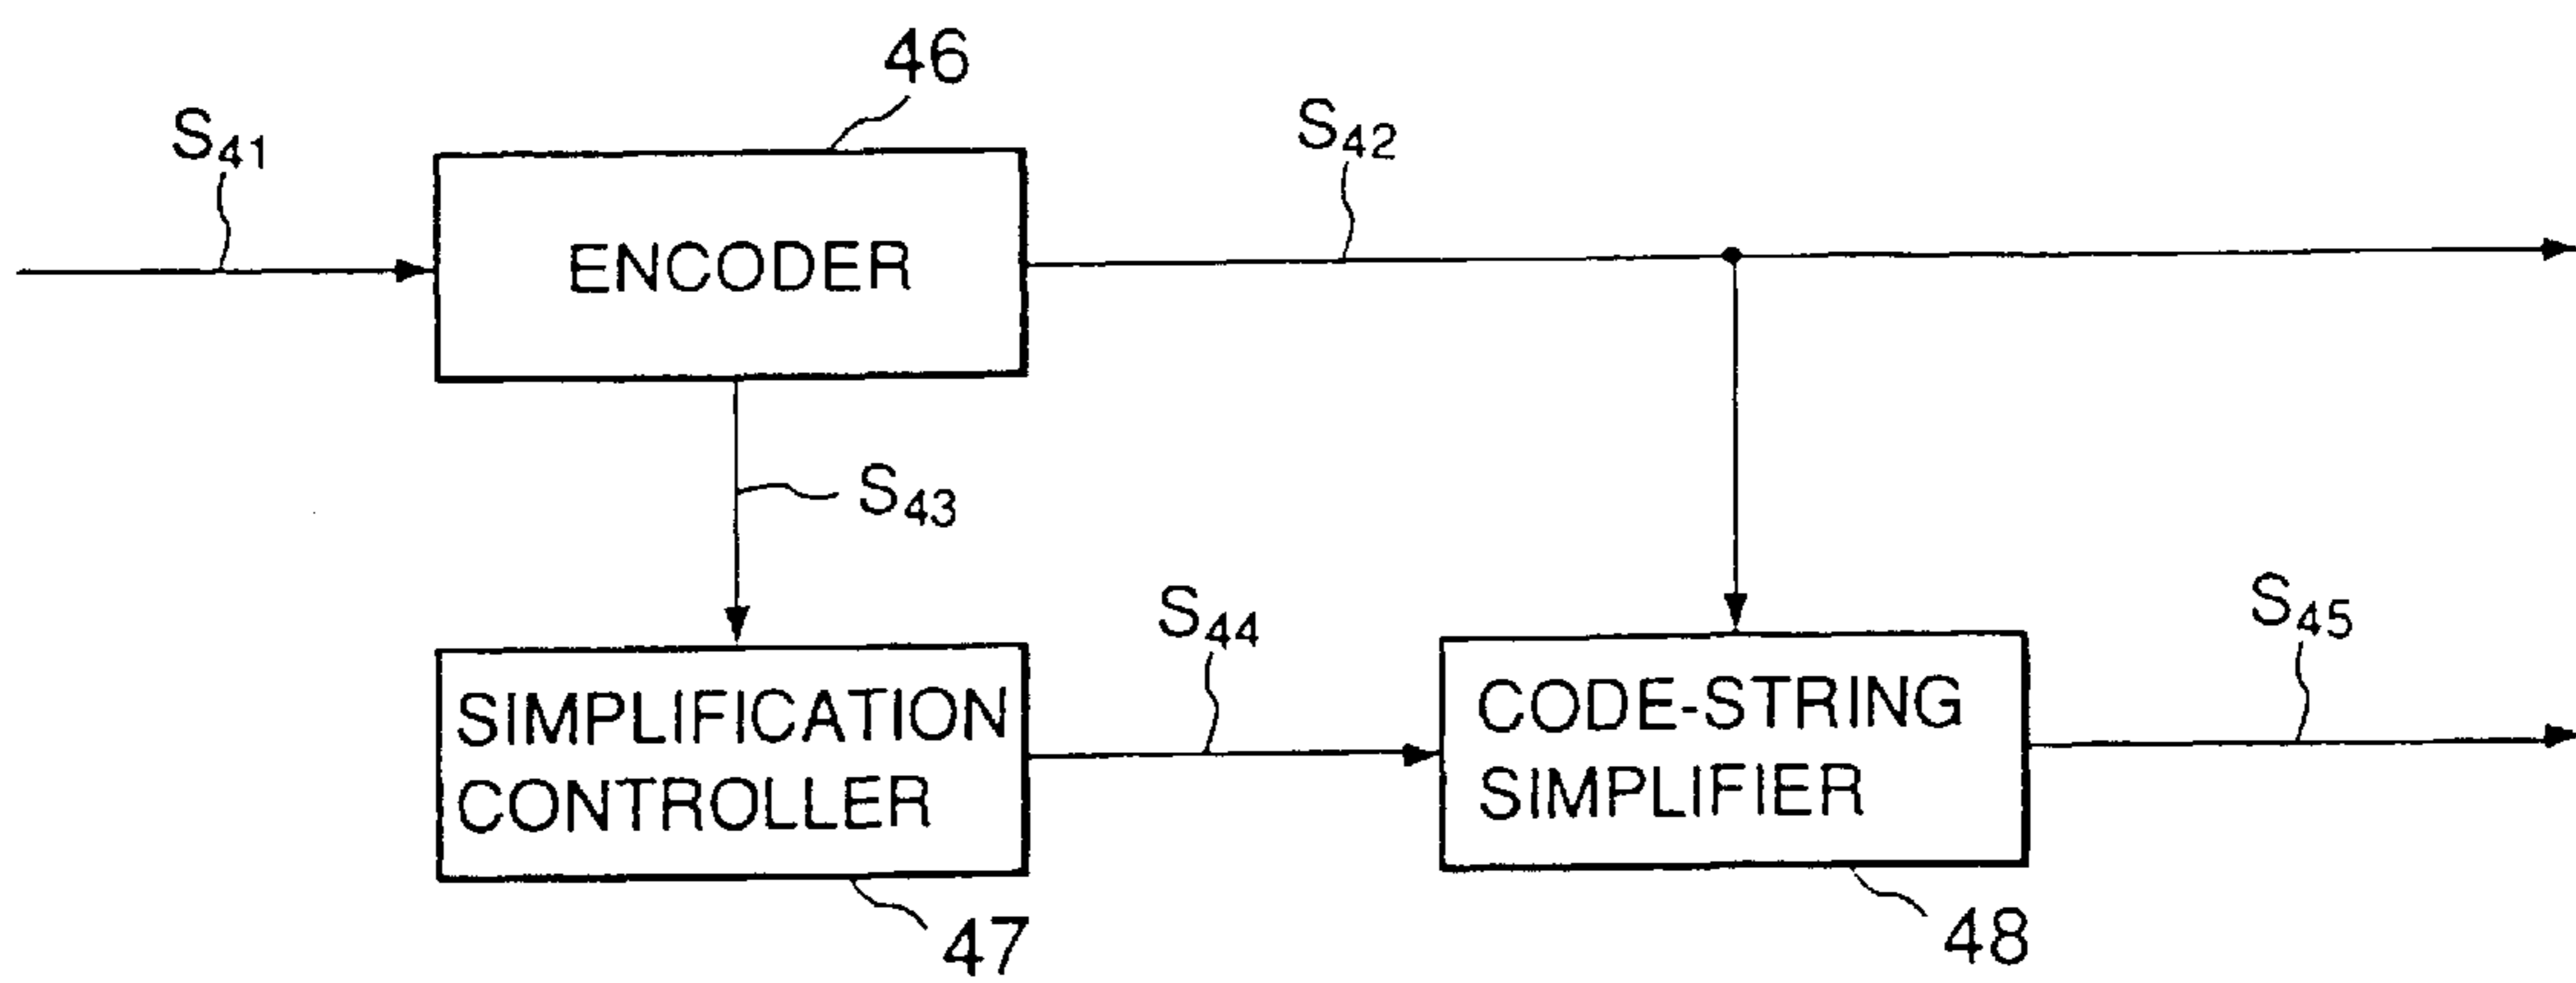 46
S41
S42
ENCODER
S43
S44
S45
SIMPLIFICATION
CONTROLLER
CODE-STRING
SIMPLIFIER
47
48